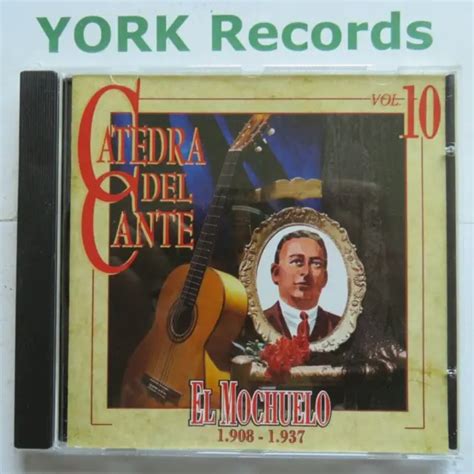 YORK Records
VOL. 10
CATEDRA
DEL
CANTE
EL MOCHUELO
1.908 - 1.937